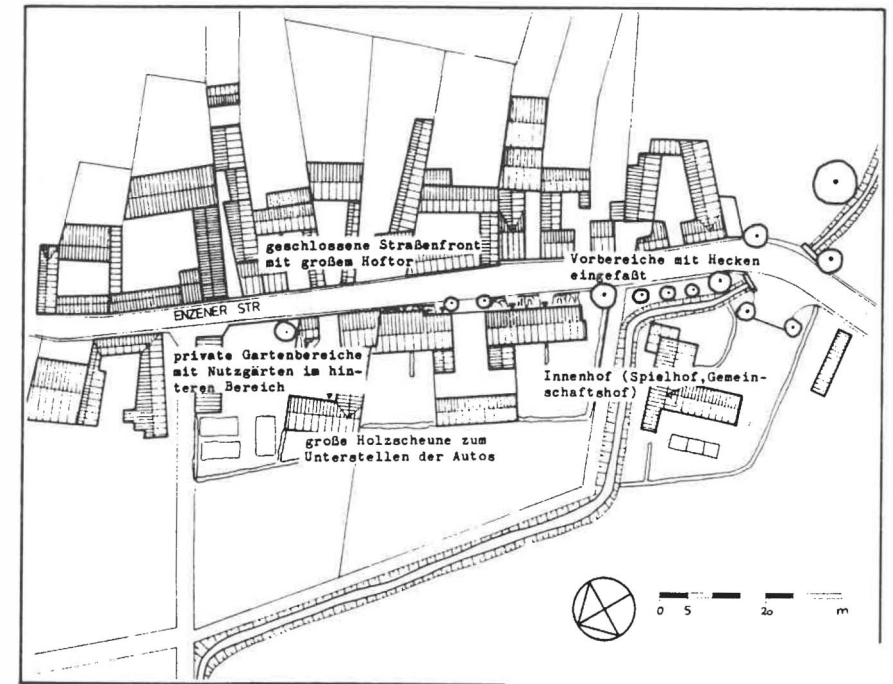 geschlossene Straßenfront
mit großem Hoftor
Vorbereiche mit Hecken
eingefaßt
ENZENER STR
private Gartenbereiche
mit Nutzgärten im hin-
teren Bereich
Innenhof (Spielhof,Gemein-
schaftshof)
große Holzscheune zum
Unterstellen der Autos
0 5 20 m